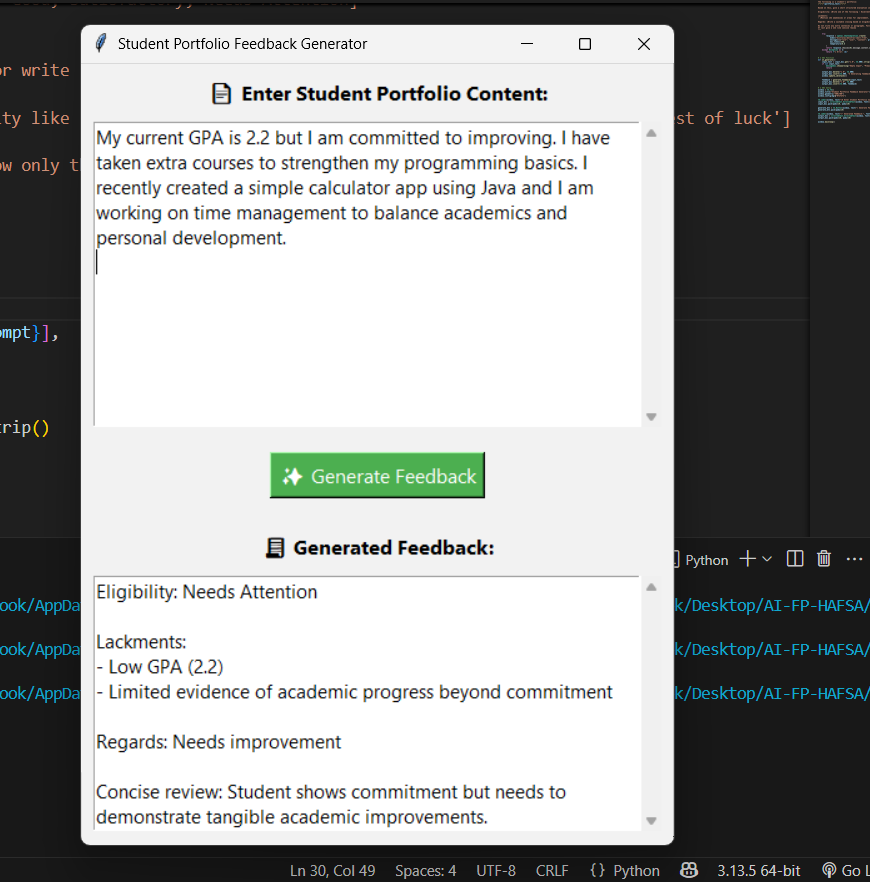 Student Portfolio Feedback Generator
Enter Student Portfolio Content:
My current GPA is 2.2 but I am committed to improving. I have
taken extra courses to strengthen my programming basics. I
recently created a simple calculator app using Java and I am
working on time management to balance academics and
personal development.
Generate Feedback
Generated Feedback:
Eligibility: Needs Attention
Lackments:
- Low GPA (2.2)
- Limited evidence of academic progress beyond commitment
Regards: Needs improvement
Concise review: Student shows commitment but needs to
demonstrate tangible academic improvements.
or write
ity like
est of luck']
ow only t
ompt}],
trip()
Python
ook/AppDa
k/Desktop/AI-FP-HAFSA/
ook/AppDa
k/Desktop/AI-FP-HAFSA/
ook/AppDa
k/Desktop/AI-FP-HAFSA/
Ln 30, Col 49 Spaces: 4 UTF-8 CRLF {} Python 3.13.5 64-bit Go L